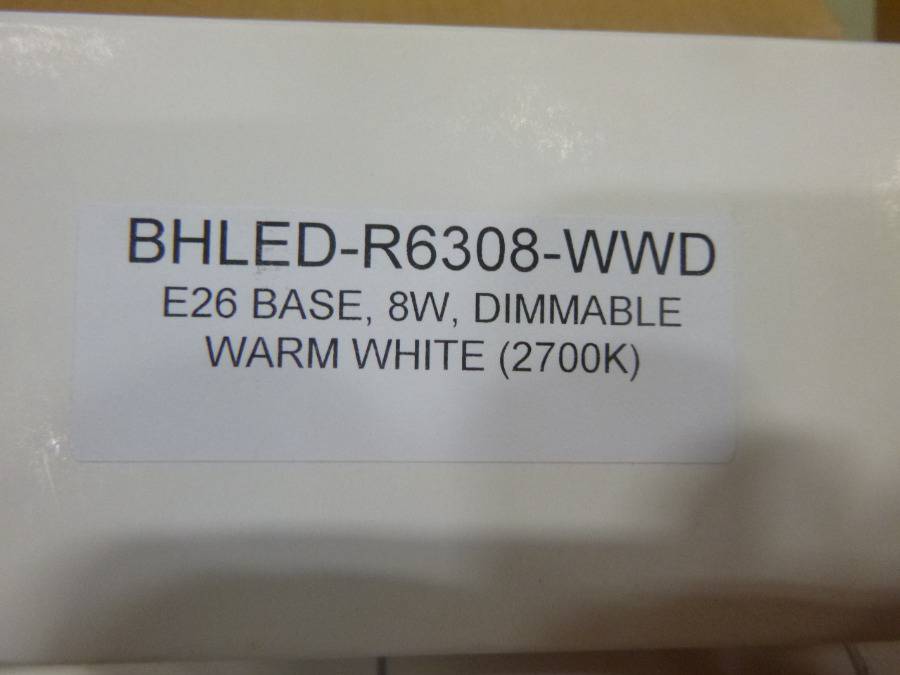 BHLED-R6308-WWD
E26 BASE, 8W, DIMMABLE
WARM WHITE (2700K)